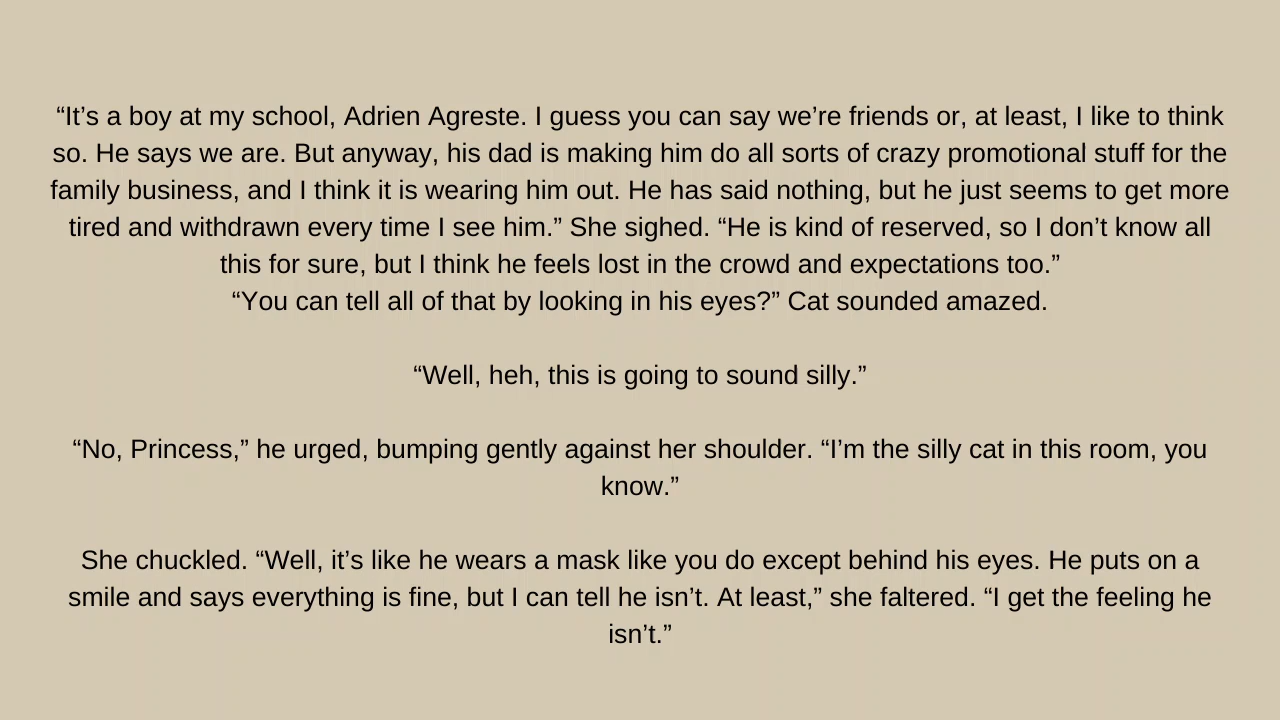 “It’s a boy at my school, Adrien Agreste. I guess you can say we’re friends or, at least, I like to think
so. He says we are. But anyway, his dad is making him do all sorts of crazy promotional stuff for the
family business, and I think it is wearing him out. He has said nothing, but he just seems to get more
tired and withdrawn every time I see him.” She sighed. “He is kind of reserved, so I don’t know all
this for sure, but I think he feels lost in the crowd and expectations too.”
“You can tell all of that by looking in his eyes?” Cat sounded amazed.
“Well, heh, this is going to sound silly.”
“No, Princess,” he urged, bumping gently against her shoulder. “I’m the silly cat in this room, you
know.”
She chuckled. “Well, it’s like he wears a mask like you do except behind his eyes. He puts on a
smile and says everything is fine, but I can tell he isn’t. At least,” she faltered. “I get the feeling he
isn’t.”